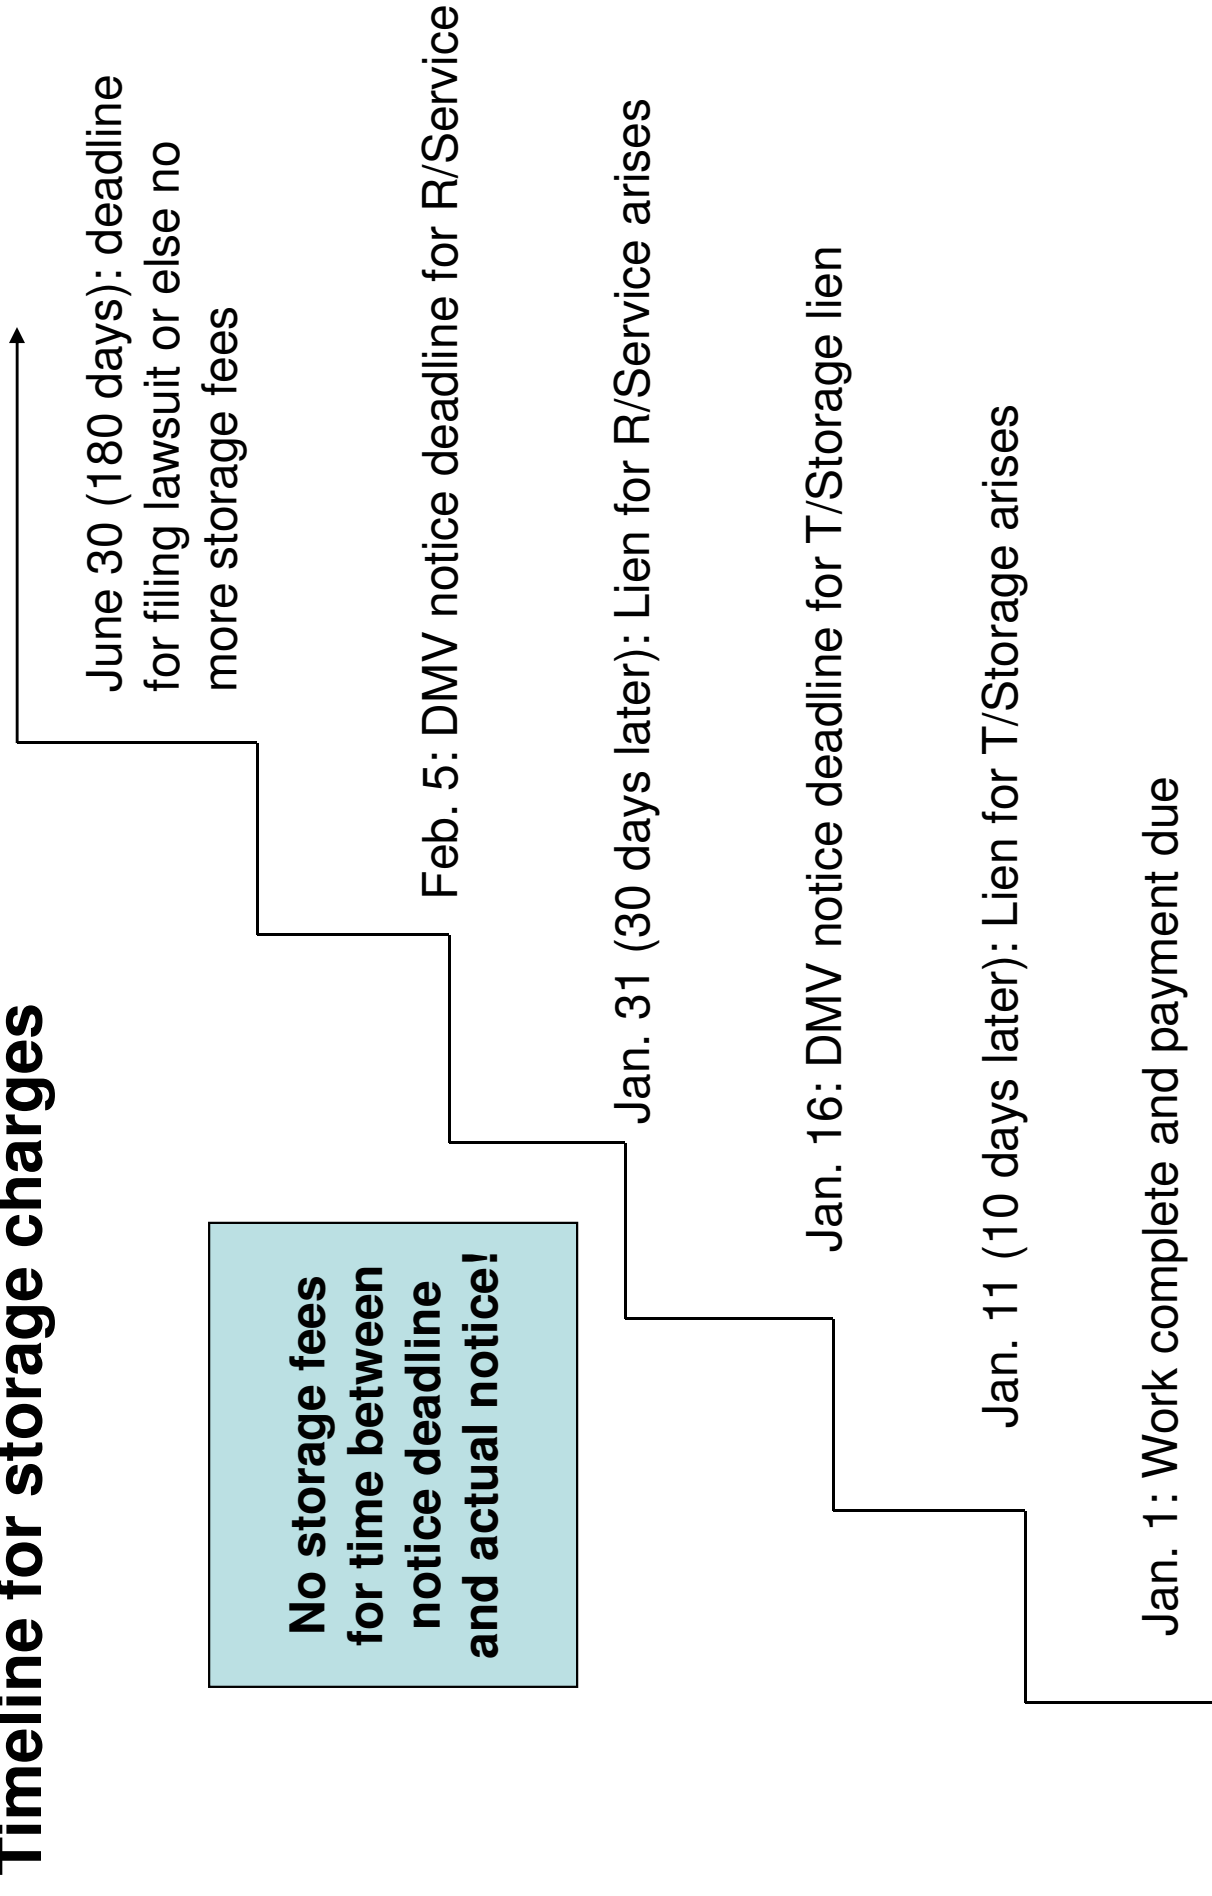 Timeline for storage charges
June 30 (180 days): deadline
for filing lawsuit or else no
more storage fees
Feb. 5: DMV notice deadline for R/Service
No storage fees
for time between
notice deadline
and actual notice!
Jan. 31 (30 days later): Lien for R/Service arises
Jan. 16: DMV notice deadline for T/Storage lien
Jan. 11 (10 days later): Lien for T/Storage arises
Jan. 1: Work complete and payment due